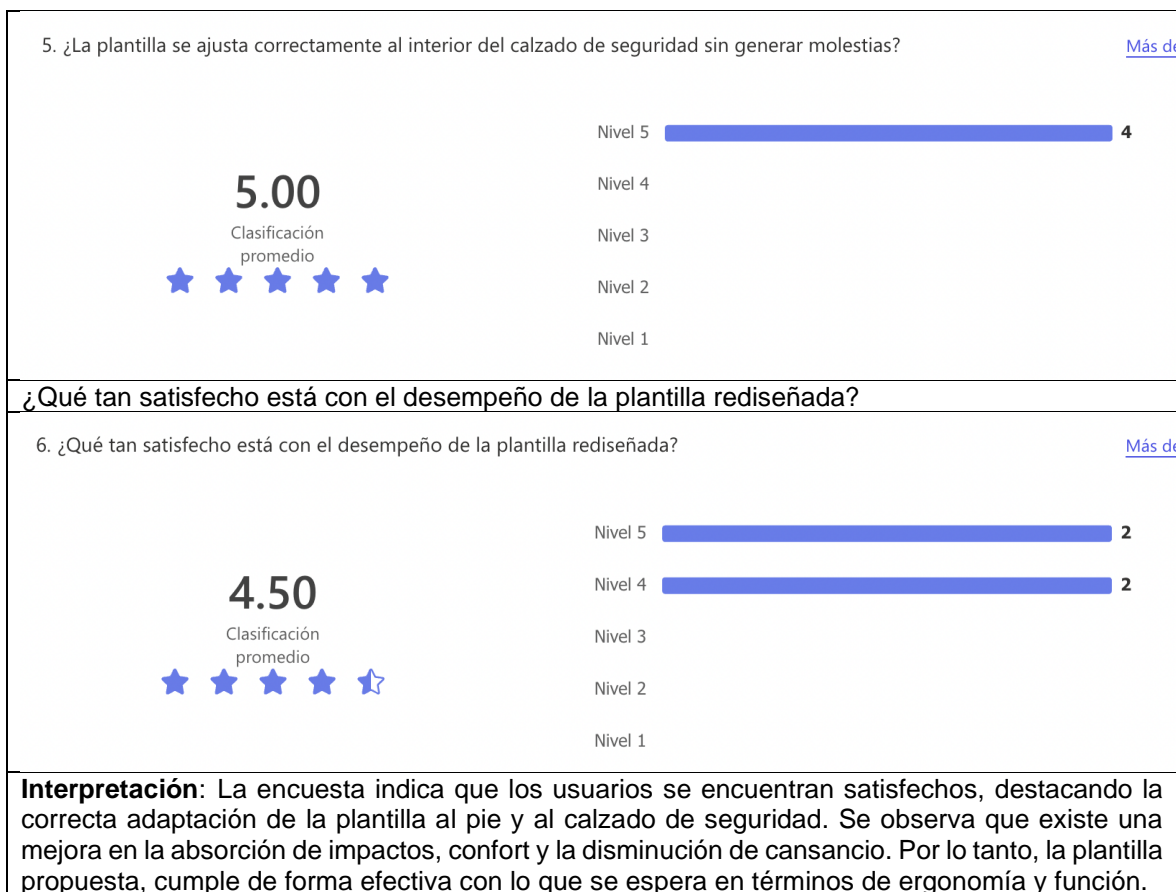 5. ¿La plantilla se ajusta correctamente al interior del calzado de seguridad sin generar molestias?
Más de
Nivel 5 4
5.00
Nivel 4
Clasificación
promedio
Nivel 3
Nivel 2
Nivel 1
¿Qué tan satisfecho está con el desempeño de la plantilla rediseñada?
6. ¿Qué tan satisfecho está con el desempeño de la plantilla rediseñada?
Más de
Nivel 5 2
4.50
Nivel 4 2
Clasificación
promedio
Nivel 3
Nivel 2
Nivel 1
Interpretación: La encuesta indica que los usuarios se encuentran satisfechos, destacando la
correcta adaptación de la plantilla al pie y al calzado de seguridad. Se observa que existe una
mejora en la absorción de impactos, confort y la disminución de cansancio. Por lo tanto, la plantilla
propuesta, cumple de forma efectiva con lo que se espera en términos de ergonomía y función.